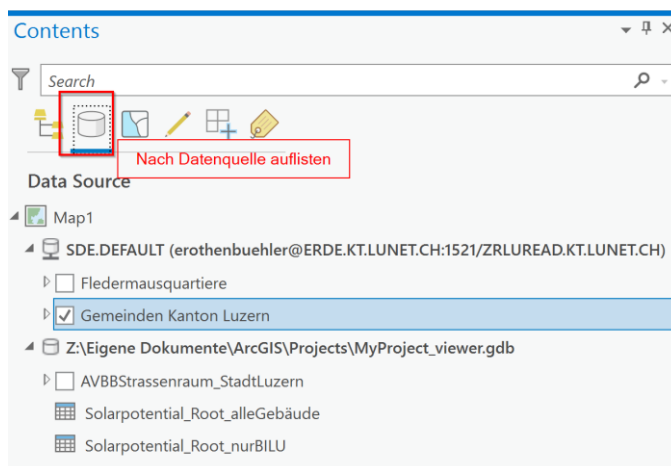 Contents
Search
Nach Datenquelle auflisten
Data Source
Map1
SDE.DEFAULT (erothenbuehler@ERDE.KT.LUNET.CH:1521/ZRLUREAD.KT.LUNET.CH)
Fledermausquartiere
Gemeinden Kanton Luzern
Z:\Eigene Dokumente\ArcGIS\Projects\MyProject_viewer.gdb
AVBBStrassenraum_StadtLuzern
Solarpotential_Root_alleGebäude
Solarpotential_Root_nurBILU